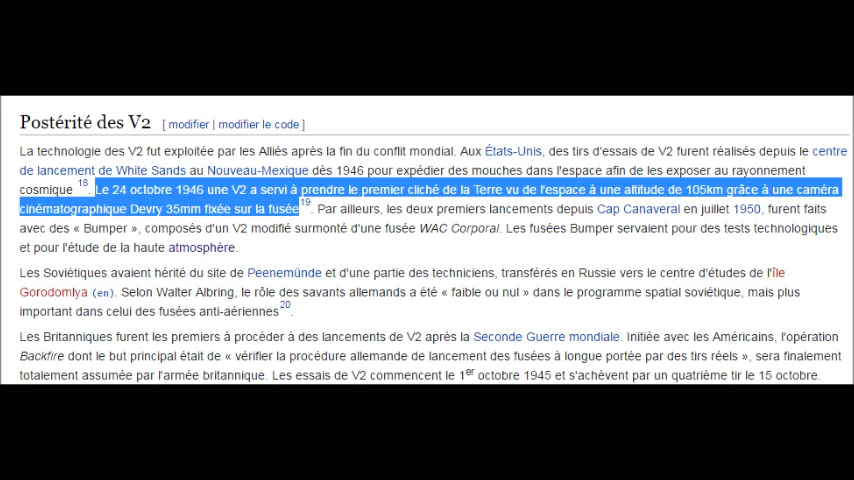 Postérité des V2 [ modifier | modifier le code ]
La technologie des V2 fut exploitée par les Alliés après la fin du conflit mondial. Aux États-Unis, des tirs d'essais de V2 furent réalisés depuis le centre
de lancement de White Sands au Nouveau-Mexique dès 1946 pour expédier des mouches dans l'espace afin de les exposer au rayonnement
cosmique 18. Le 24 octobre 1946 une V2 a servi à prendre le premier cliché de la Terre vu de l'espace à une altitude de 105km grâce à une caméra
cinématographique Devry 35mm fixée sur la fusée19. Par ailleurs, les deux premiers lancements depuis Cap Canaveral en juillet 1950, furent faits
avec des « Bumper », composés d'un V2 modifié surmonté d'une fusée WAC Corporal. Les fusées Bumper servaient pour des tests technologiques
et pour l'étude de la haute atmosphère.
Les Soviétiques avaient hérité du site de Peenemünde et d'une partie des techniciens, transférés en Russie vers le centre d'études de l'île
Gorodomlya (en). Selon Walter Albring, le rôle des savants allemands a été « faible ou nul » dans le programme spatial soviétique, mais plus
important dans celui des fusées anti-aériennes20.
Les Britanniques furent les premiers à procéder à des lancements de V2 après la Seconde Guerre mondiale. Initiée avec les Américains, l'opération
Backfire dont le but principal était de « vérifier la procédure allemande de lancement des fusées à longue portée par des tirs réels », sera finalement
totalement assumée par l'armée britannique. Les essais de V2 commencent le 1er octobre 1945 et s'achèvent par un quatrième tir le 15 octobre.